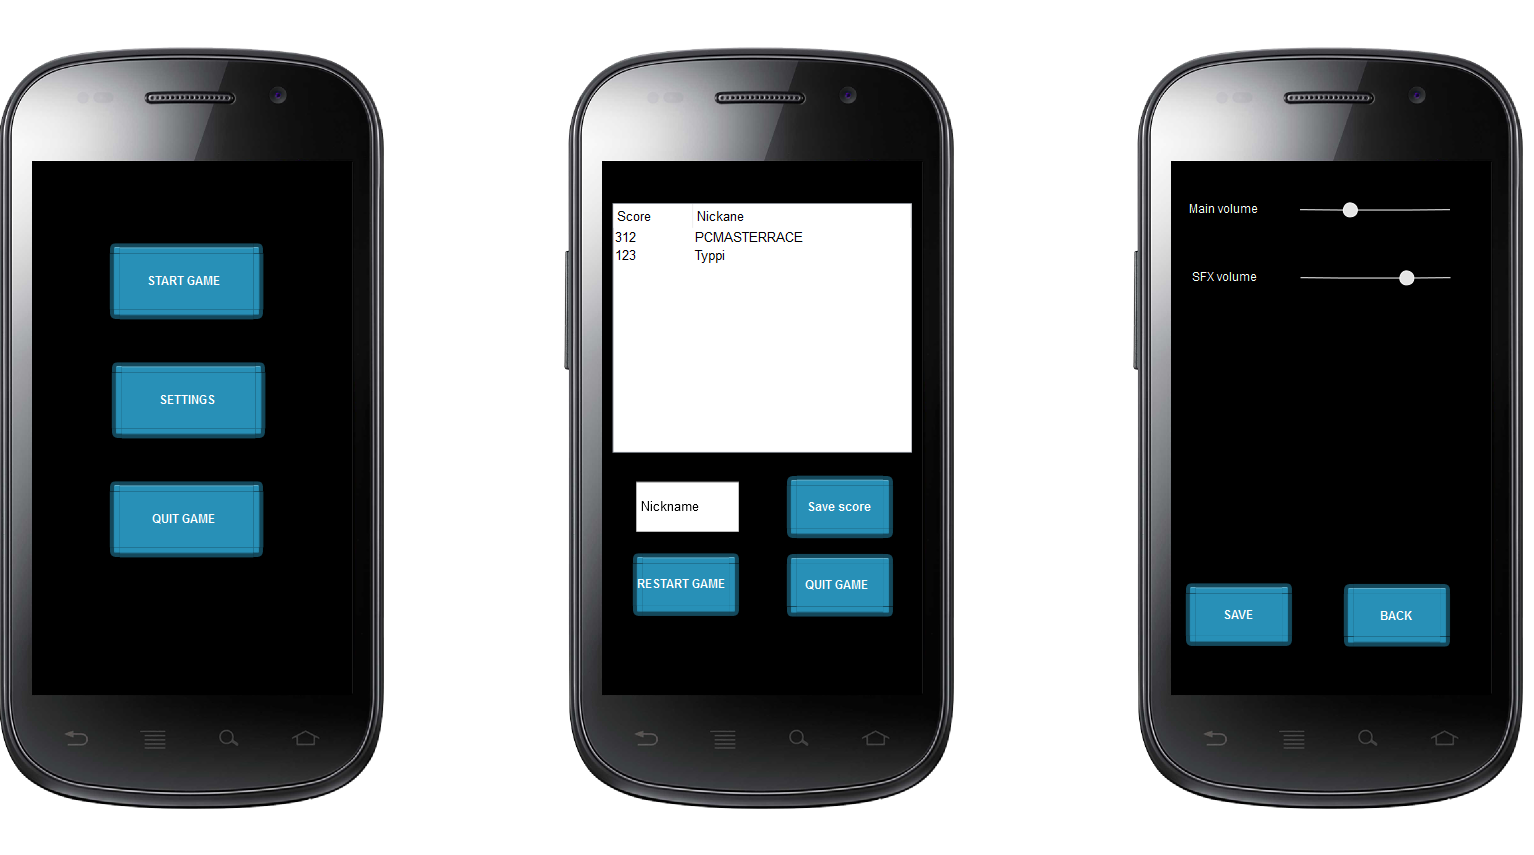 START GAME
SETTINGS
QUIT GAME
Score Nickane
312 PCMASTERRACE
123 Typpi
Nickname
Save score
RESTART GAME
QUIT GAME
Main volume
SFX volume
SAVE
BACK